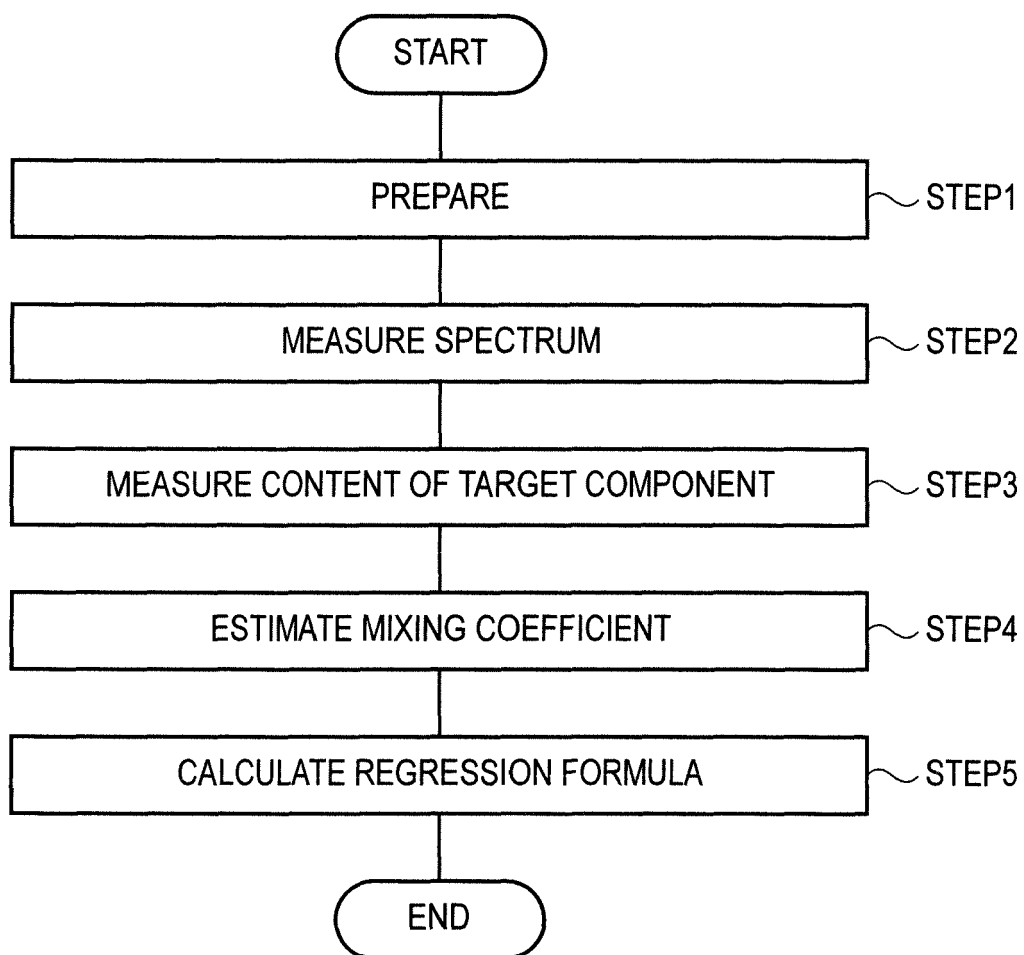 START
PREPARE
STEP1
MEASURE SPECTRUM
STEP2
MEASURE CONTENT OF TARGET COMPONENT
STEP3
ESTIMATE MIXING COEFFICIENT
STEP4
CALCULATE REGRESSION FORMULA
STEP5
END